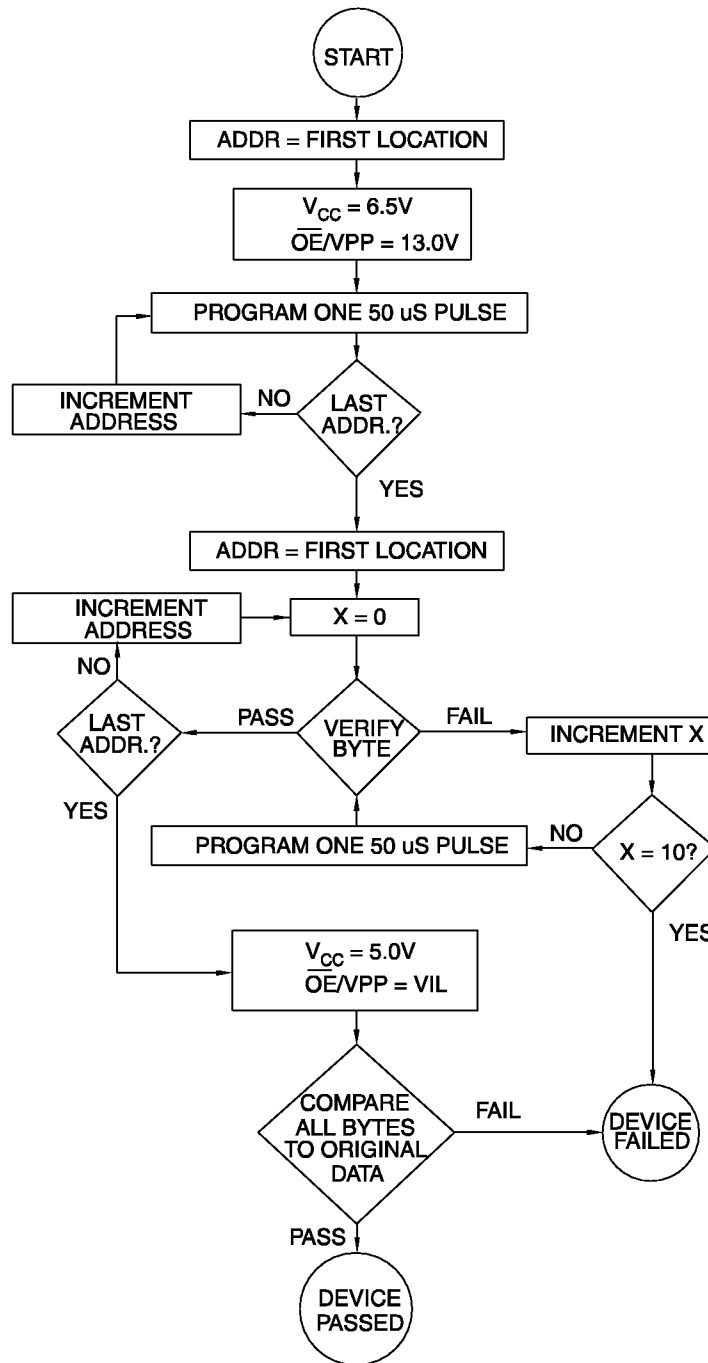 START
ADDR = FIRST LOCATION
VCC = 6.5V
OE/VPP = 13.0V
PROGRAM ONE 50 uS PULSE
INCREMENT
ADDRESS
NO
LAST
ADDR.?
YES
ADDR = FIRST LOCATION
INCREMENT
ADDRESS
X = 0
NO
LAST
ADDR.?
PASS
VERIFY
BYTE
FAIL
INCREMENT X
YES
PROGRAM ONE 50 uS PULSE
NO
X = 10?
YES
VCC = 5.0V
OE/VPP = VIL
COMPARE
ALL BYTES
TO ORIGINAL
DATA
FAIL
DEVICE
FAILED
PASS
DEVICE
PASSED